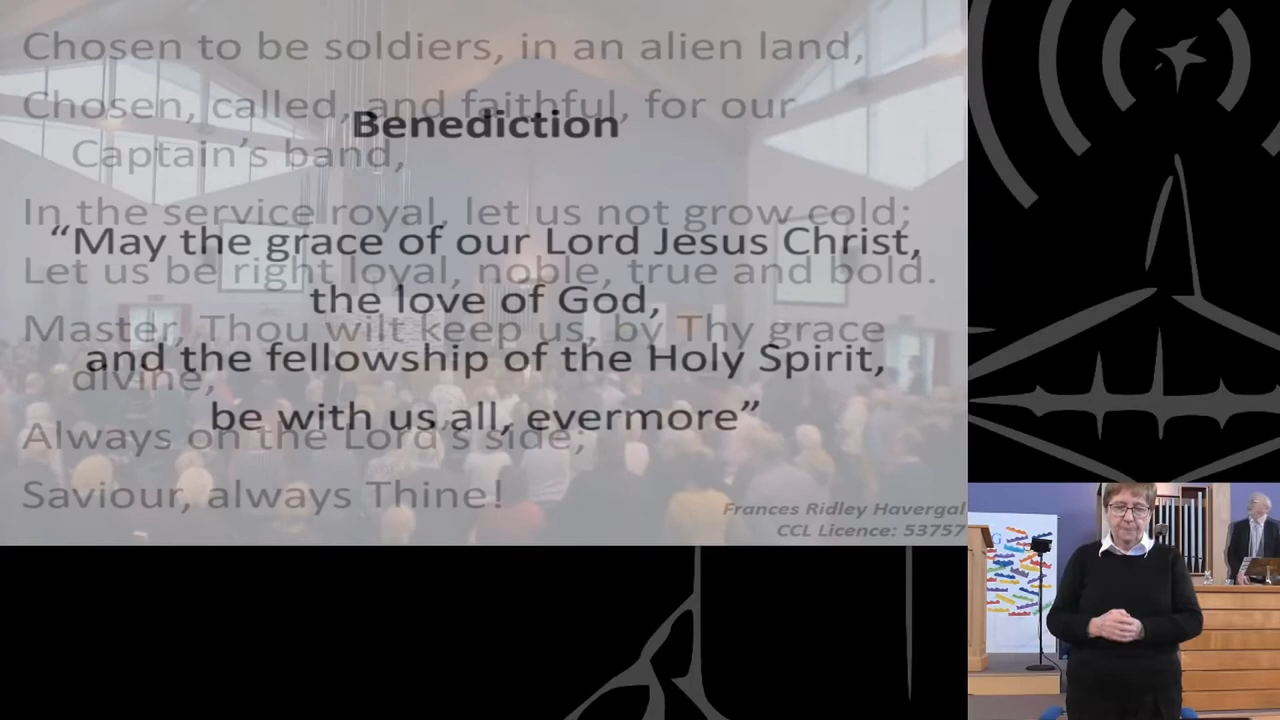 Chosen to be soldiers, in an alien land,
Chosen, called, and faithful, for our
Captain's band,
In the service royal, let us not grow cold;
Let us be right loyal, noble, true and bold.
Master, Thou wilt keep us, by Thy grace
divine,
Always on the Lord's side;
Saviour, always Thine!
Benediction
“May the grace of our Lord Jesus Christ,
the love of God,
and the fellowship of the Holy Spirit,
be with us all, evermore”
Frances Ridley Havergal
CCL Licence: 53757